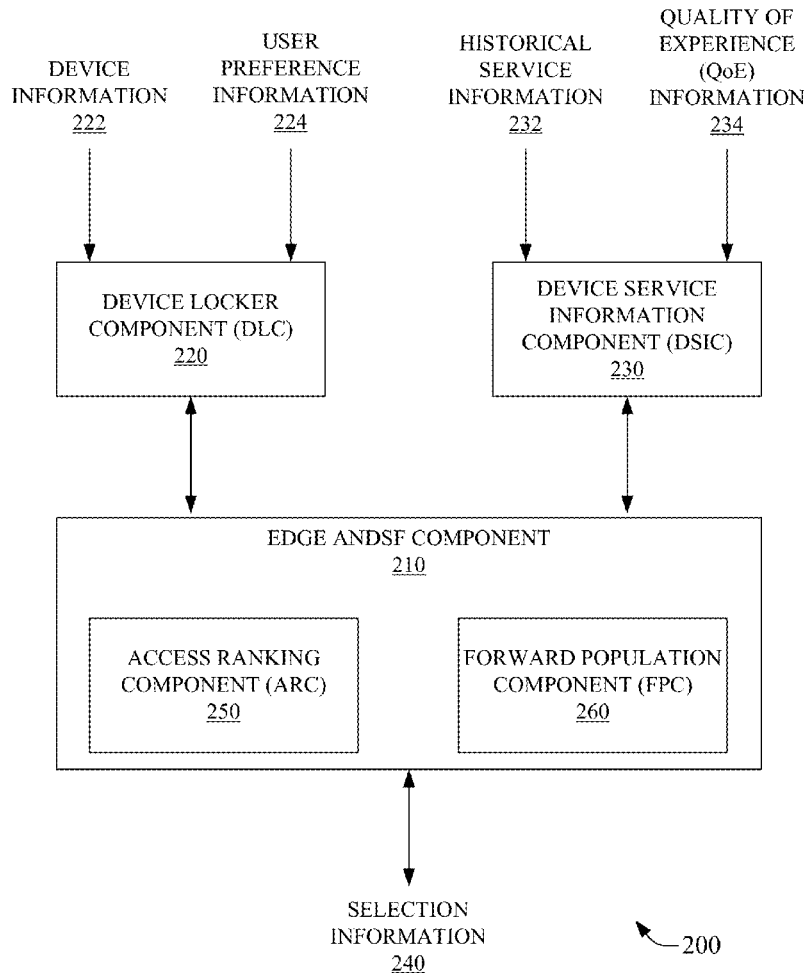 DEVICE
INFORMATION
222
USER
PREFERENCE
INFORMATION
224
HISTORICAL
SERVICE
INFORMATION
232
QUALITY OF
EXPERIENCE
(QoE)
INFORMATION
234
DEVICE LOCKER
COMPONENT (DLC)
220
DEVICE SERVICE
INFORMATION
COMPONENT (DSIC)
230
EDGE ANDSF COMPONENT
210
ACCESS RANKING
COMPONENT (ARC)
250
FORWARD POPULATION
COMPONENT (FPC)
260
SELECTION
INFORMATION
240
200